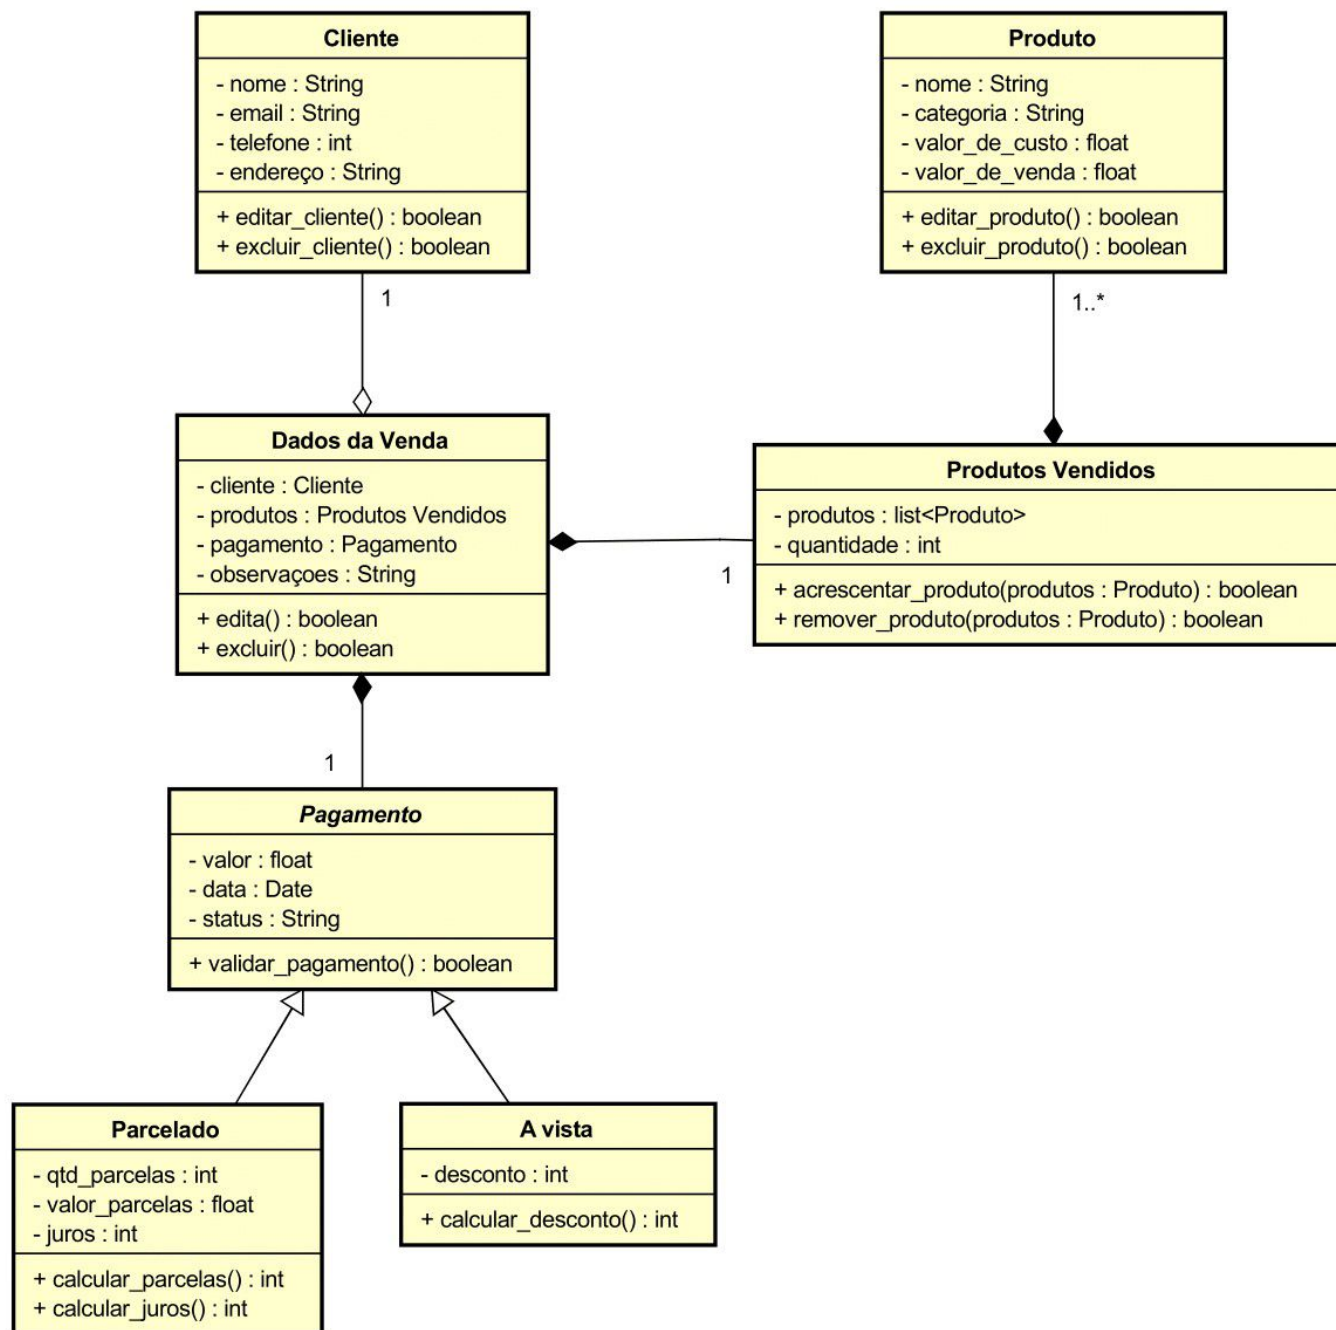 Cliente
- nome : String
- email : String
- telefone : int
- endereço : String
+ editar_cliente() : boolean
+ excluir_cliente() : boolean
1
Produto
- nome : String
- categoria : String
- valor_de_custo : float
- valor_de_venda : float
+ editar_produto() : boolean
+ excluir_produto() : boolean
1..*
Dados da Venda
- cliente : Cliente
- produtos : Produtos Vendidos
- pagamento : Pagamento
- observaçoes : String
+ edita() : boolean
+ excluir() : boolean
1
Produtos Vendidos
- produtos : list<Produto>
- quantidade : int
+ acrescentar_produto(produtos : Produto) : boolean
+ remover_produto(produtos : Produto) : boolean
1
Pagamento
- valor : float
- data : Date
- status : String
+ validar_pagamento() : boolean
Parcelado
- qtd_parcelas : int
- valor_parcelas : float
- juros : int
+ calcular_parcelas() : int
+ calcular_juros() : int
A vista
- desconto : int
+ calcular_desconto() : int